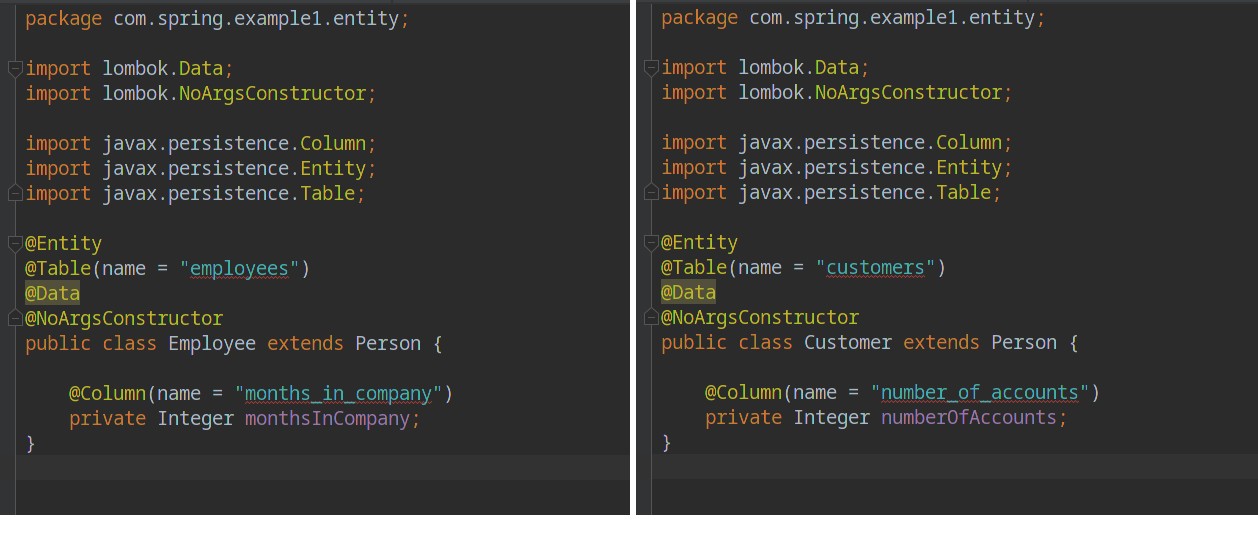 package com.spring.example1.entity;
import lombok.Data;
import lombok.NoArgsConstructor;
import javax.persistence.Column;
import javax.persistence.Entity;
import javax.persistence.Table;
@Entity
@Table(name = "employees")
@Data
@NoArgsConstructor
public class Employee extends Person {
@Column(name = "months_in_company")
private Integer monthsInCompany;
}
package com.spring.example1.entity;
import lombok.Data;
import lombok.NoArgsConstructor;
import javax.persistence.Column;
import javax.persistence.Entity;
import javax.persistence.Table;
@Entity
@Table(name = "customers")
@Data
@NoArgsConstructor
public class Customer extends Person {
@Column(name = "number_of_accounts")
private Integer numberOfAccounts;
}